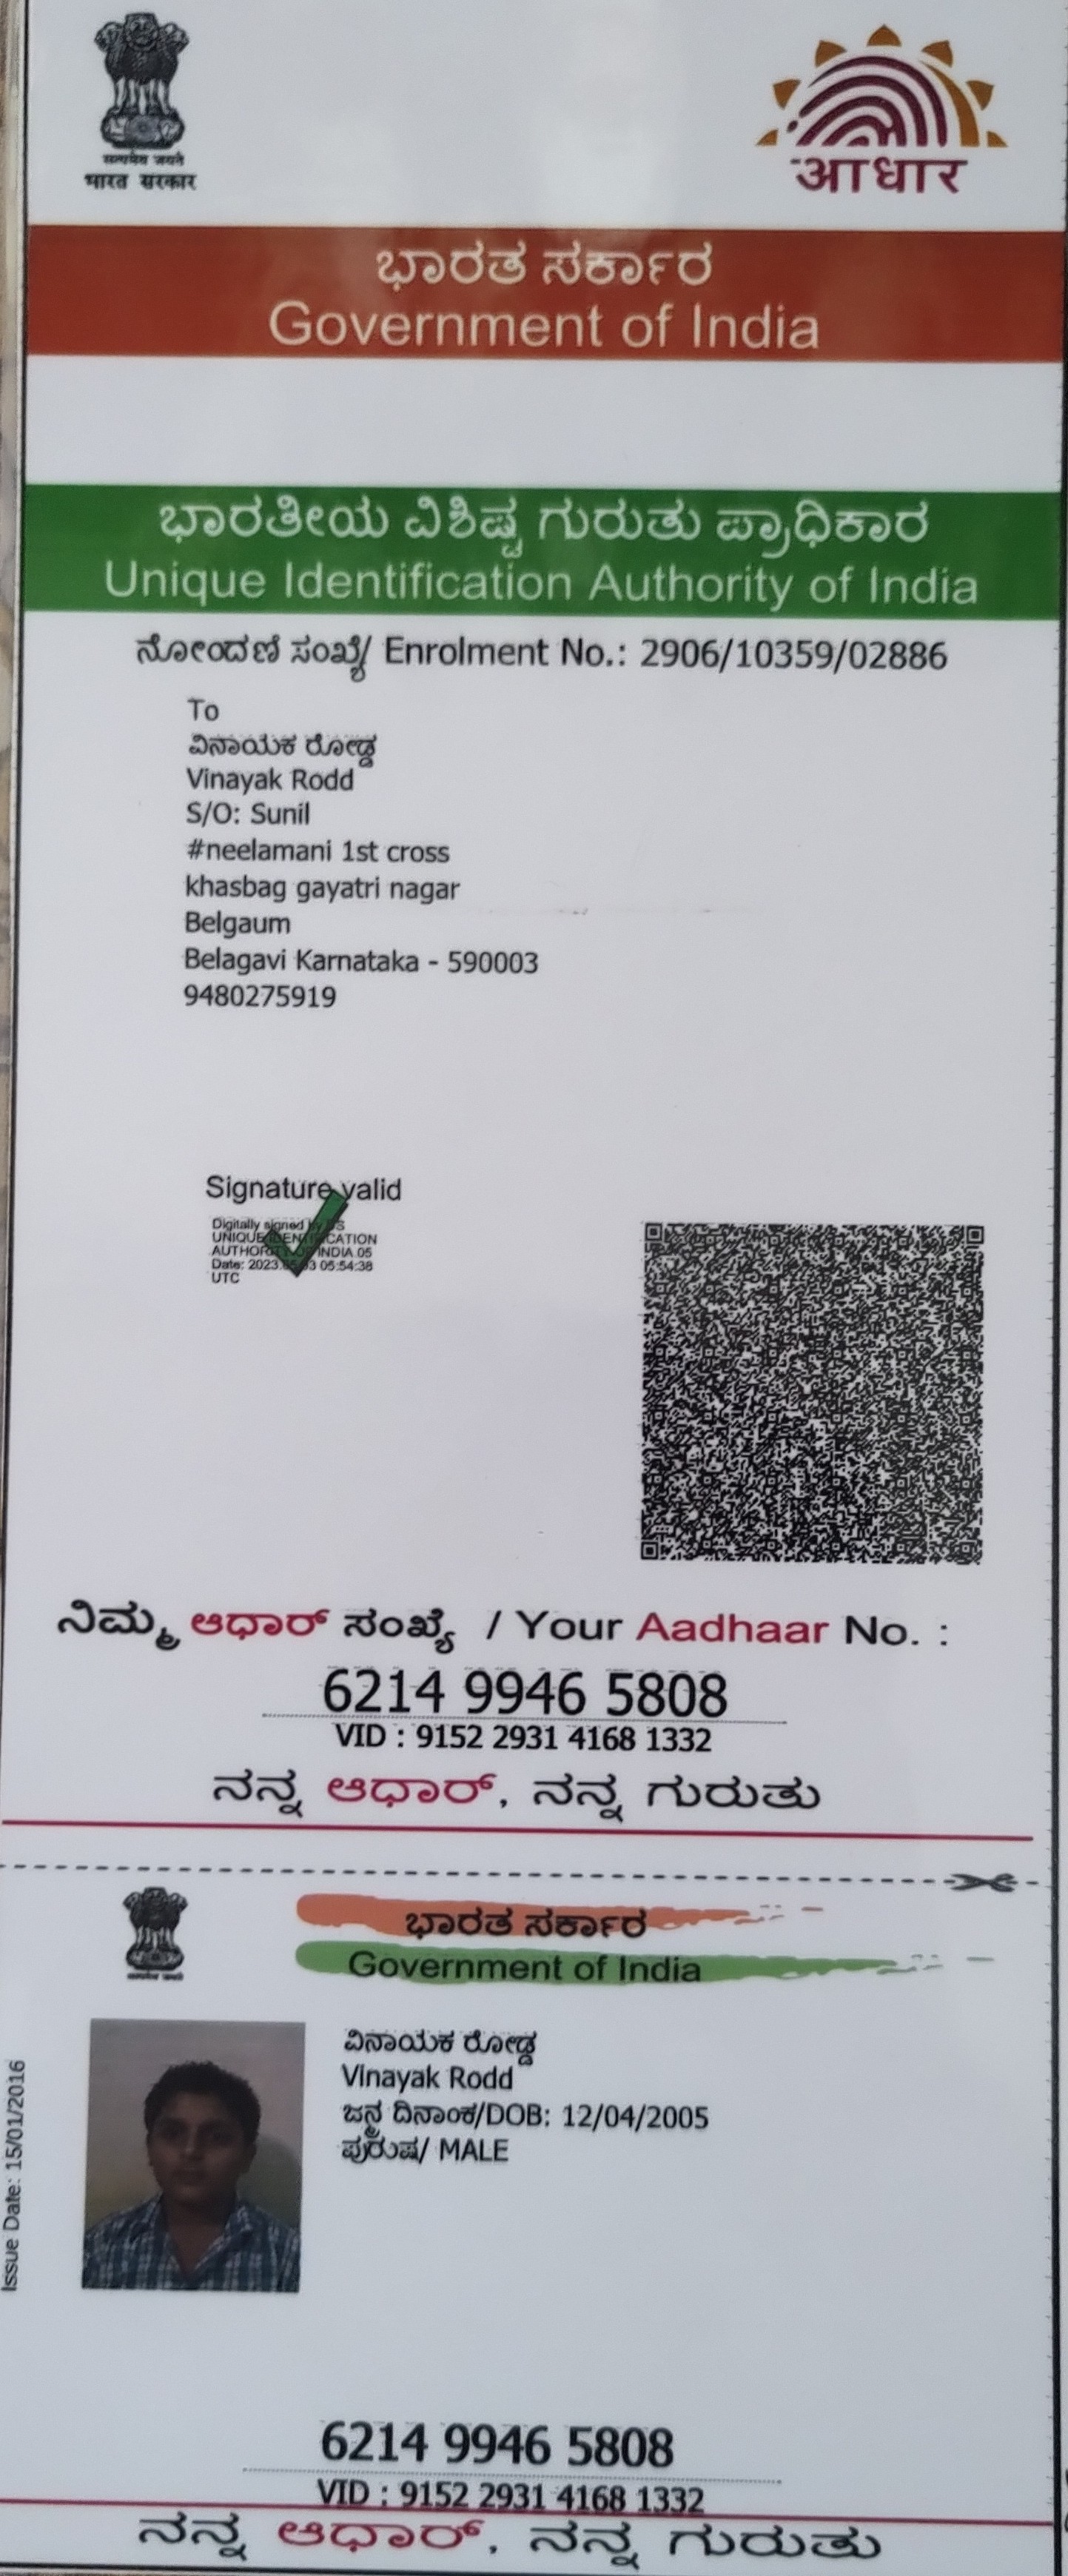 सत्यमेव जयते
भारत सरकार
आधार
ಭಾರತ ಸರ್ಕಾರ
Government of India
ಭಾರತೀಯ ವಿಶಿಷ್ಟ ಗುರುತು ಪ್ರಾಧಿಕಾರ
Unique Identification Authority of India
ನೋಂದಣಿ ಸಂಖ್ಯೆ/ Enrolment No.: 2906/10359/02886
To
ವಿನಾಯಕ ರೋಡ್ಡ
Vinayak Rodd
S/O: Sunil
#neelamani 1st cross
khasbag gayatri nagar
Belgaum
Belagavi Karnataka - 590003
9480275919
Signature valid
Digitally signed by DS
UNIQUE IDENTIFICATION
AUTHORITY OF INDIA 05
Date: 05:54:38
UTC
ನಿಮ್ಮ ಆಧಾರ್ ಸಂಖ್ಯೆ / Your Aadhaar No. :
6214 9946 5808
VID : 9152 2931 4168 1332
ನನ್ನ ಆಧಾರ್, ನನ್ನ ಗುರುತು
ಭಾರತ ಸರ್ಕಾರ
Government of India
Issue Date: 15/01/2016
ವಿನಾಯಕ ರೋಡ್ಡ
Vinayak Rodd
ಜನ್ಮ ದಿನಾಂಕ/DOB: 12/04/2005
ಪುರುಷ/ MALE
6214 9946 5808
VID : 9152 2931 4168 1332
ನನ್ನ ಆಧಾರ್, ನನ್ನ ಗುರುತು